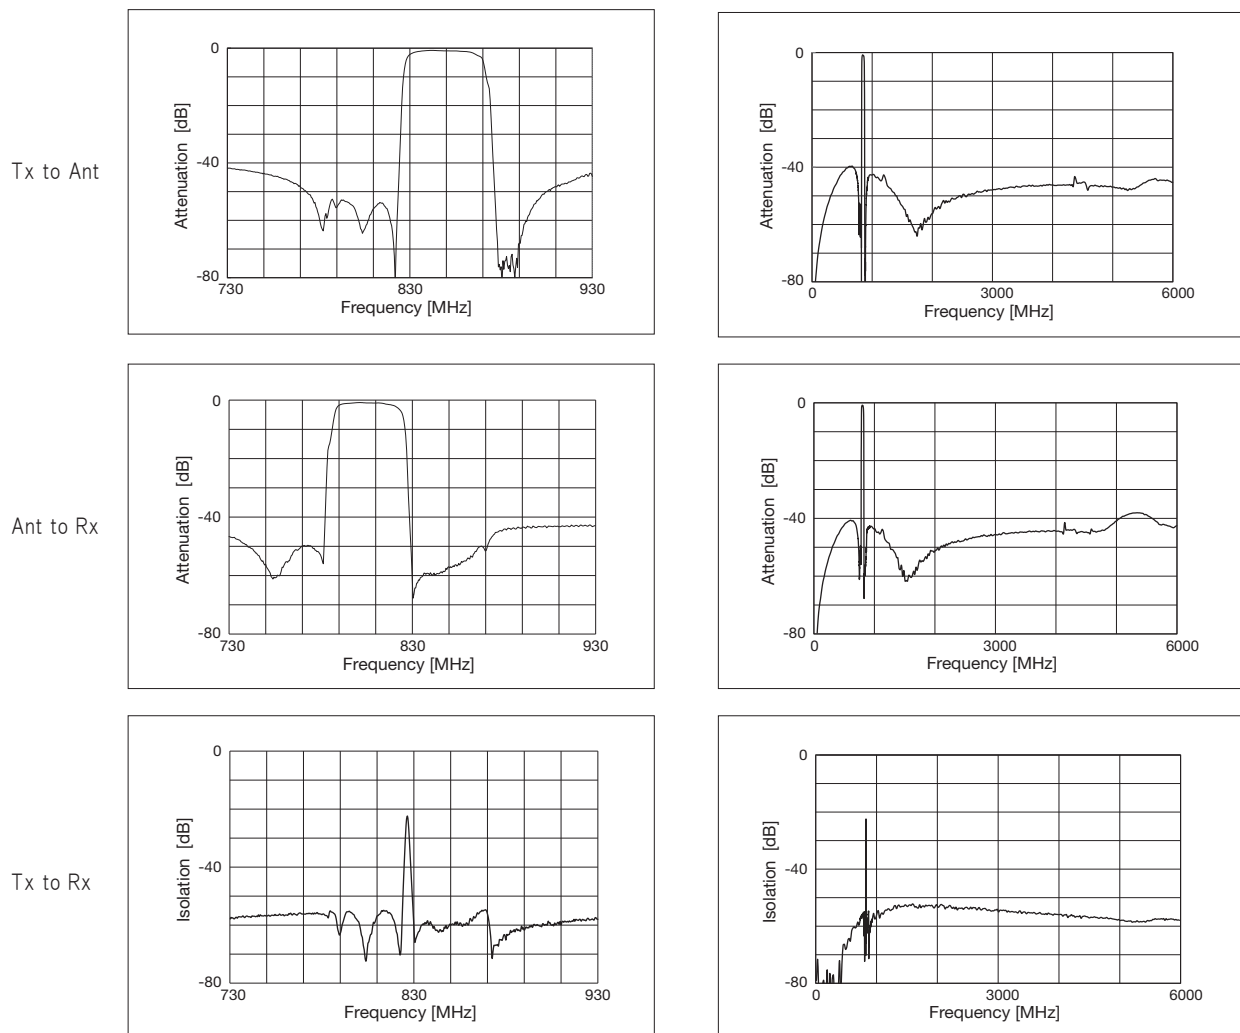 Tx to Ant
Attenuation [dB]
0
-40
-80
730
830
930
Frequency [MHz]
Attenuation [dB]
0
-40
-80
0
3000
6000
Frequency [MHz]
Ant to Rx
Attenuation [dB]
0
-40
-80
730
830
930
Frequency [MHz]
Attenuation [dB]
0
-40
-80
0
3000
6000
Frequency [MHz]
Tx to Rx
Isolation [dB]
0
-40
-80
730
830
930
Frequency [MHz]
Isolation [dB]
0
-40
-80
0
3000
6000
Frequency [MHz]